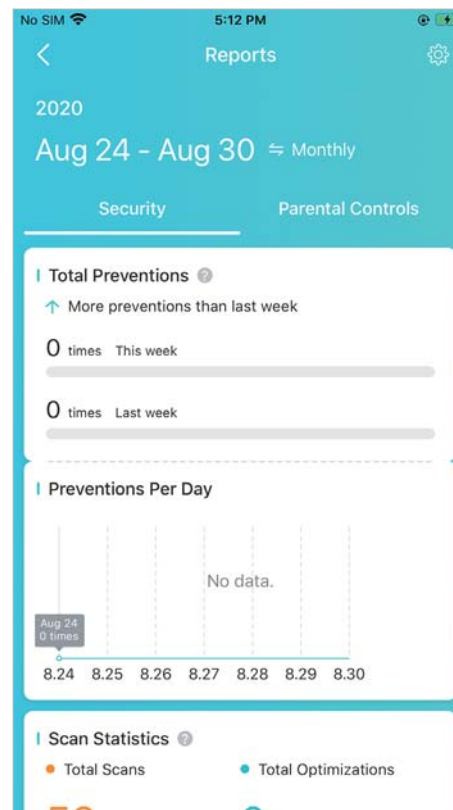 No SIM 5:12 PM
Reports
2020
Aug 24 - Aug 30 ⇋ Monthly
Security Parental Controls
Total Preventions ?
↑ More preventions than last week
0 times This week
0 times Last week
Preventions Per Day
No data.
Aug 24
0 times
8.24 8.25 8.26 8.27 8.28 8.29 8.30
Scan Statistics ?
Total Scans Total Optimizations